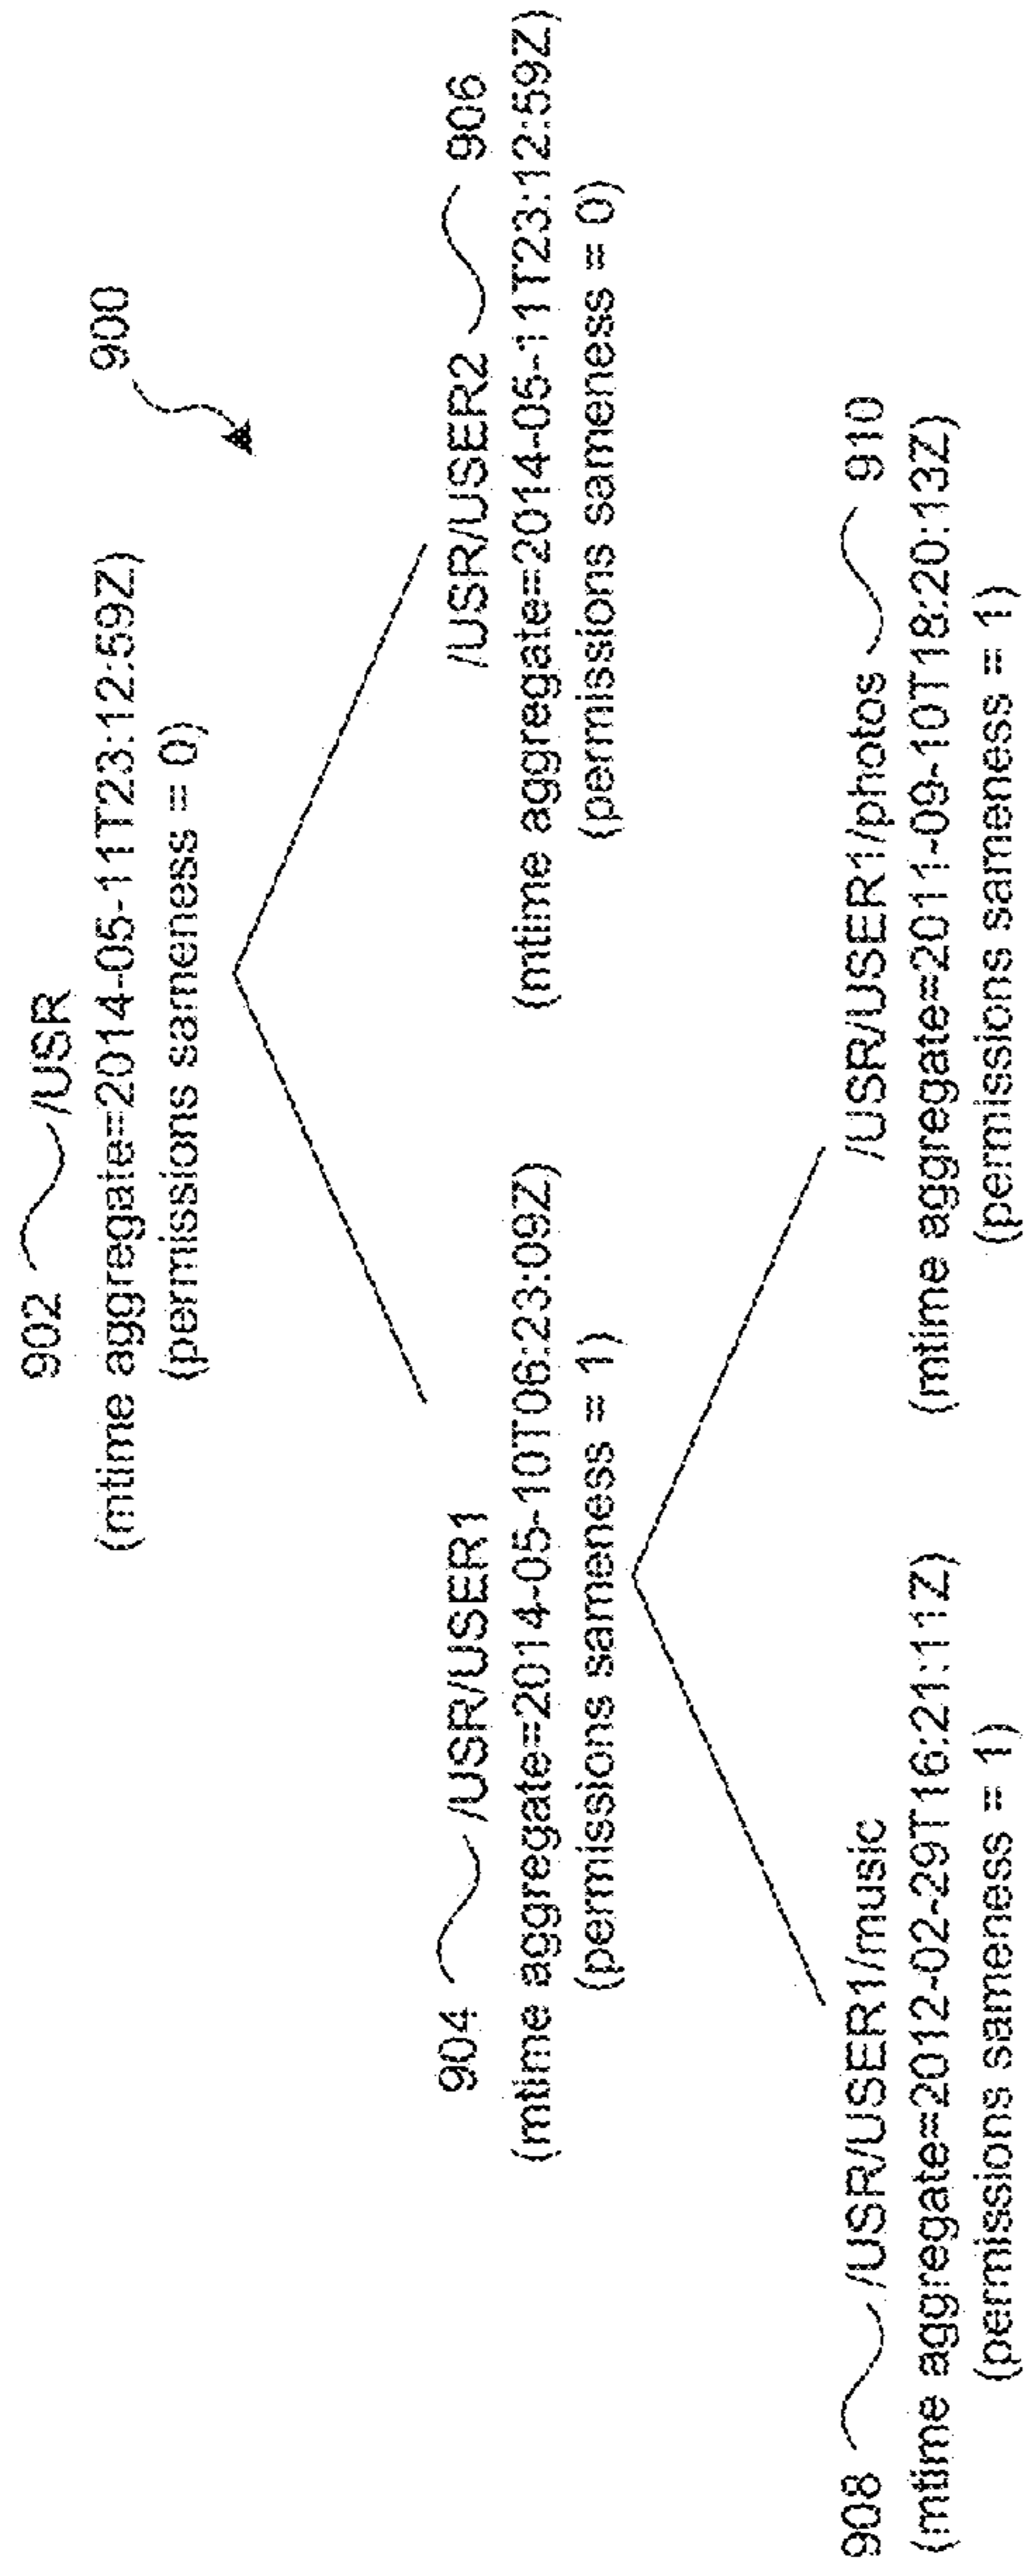 900
902 /USR
(mtime aggregate=2014-05-11T23:12:59Z)
(permissions sameness = 0)
904 /USR/USER1
(mtime aggregate=2014-05-10T06:23:09Z)
(permissions sameness = 1)
/USR/USER2 906
(mtime aggregate=2014-05-11T23:12:59Z)
(permissions sameness = 0)
908 /USR/USER1/music
(mtime aggregate=2012-02-29T16:21:11Z)
(permissions sameness = 1)
/USR/USER1/photos 910
(mtime aggregate=2011-09-10T18:20:13Z)
(permissions sameness = 1)